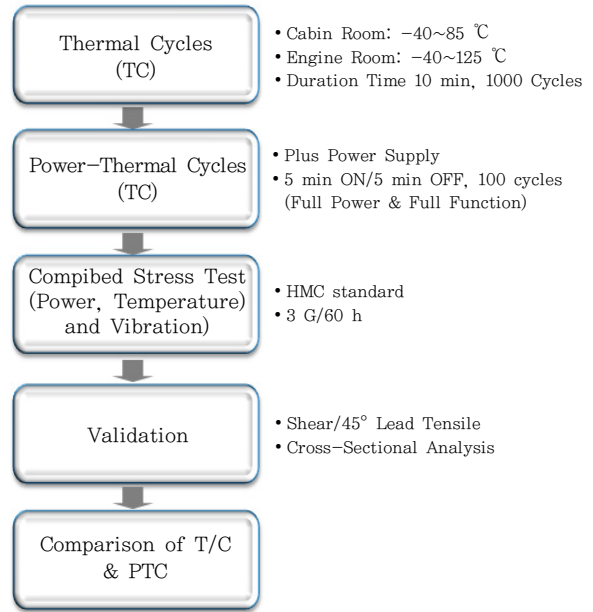 Thermal Cycles
(TC)
• Cabin Room: −40~85 ℃
• Engine Room: −40~125 ℃
• Duration Time 10 min, 1000 Cycles
Power−Thermal Cycles
(TC)
• Plus Power Supply
• 5 min ON/5 min OFF, 100 cycles
(Full Power & Full Function)
Compibed Stress Test
(Power, Temperature)
and Vibration)
• HMC standard
• 3 G/60 h
Validation
• Shear/45° Lead Tensile
• Cross−Sectional Analysis
Comparison of T/C
& PTC